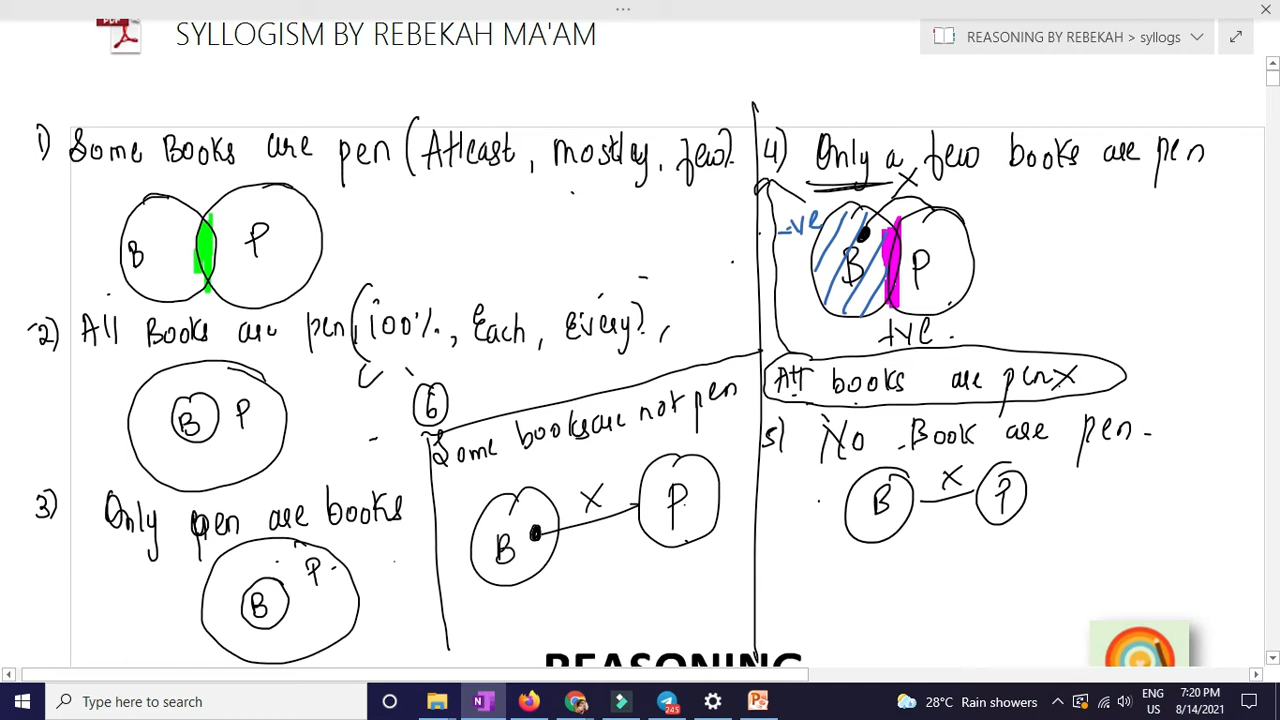 SYLLOGISM BY REBEKAH MA'AM
REASONING BY REBEKAH > syllogs
1) Some Books are pen (Atleast, mostly, few).
B P
2) All Books are pen (100%, Each, Every),
B P
3) Only pen are books
B P
6
Some books are not pen
B X P
4) Only a few books are pen
X
-ve B P
+ve
All books are pen X
5) No Book are pen.
B X P
REASONING
Type here to search
245
28°C Rain showers
ENG
US
7:20 PM
8/14/2021